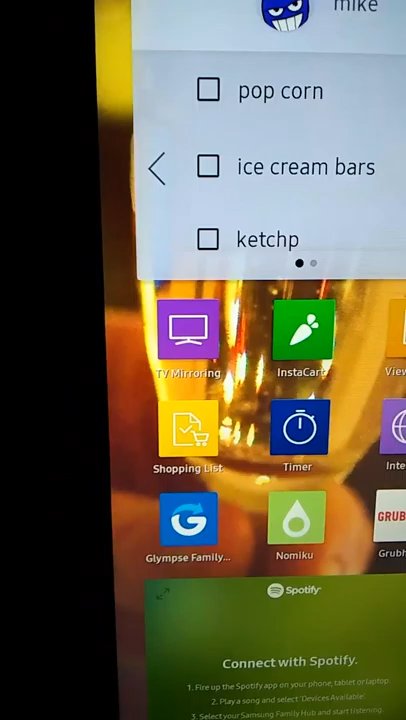 mike
pop corn
ice cream bars
ketchp
TV Mirroring
InstaCart
View
Shopping List
Timer
Inte
Glympse Family...
Nomiku
GRUB
Grubh
Spotify
Connect with Spotify.
1. Fire up the Spotify app on your phone, tablet or laptop.
2. Play a song and select 'Devices Available'.
3. Select your Samsung Family Hub and start listening.